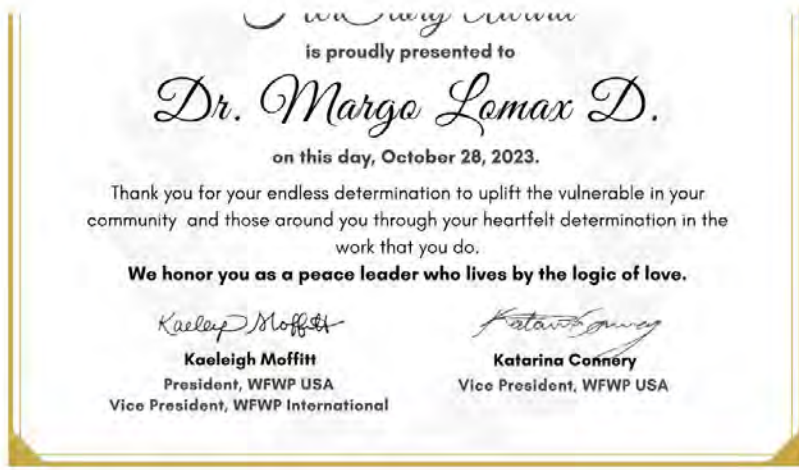 is proudly presented to
Dr. Margo Lomax D.
on this day, October 28, 2023.
Thank you for your endless determination to uplift the vulnerable in your
community and those around you through your heartfelt determination in the
work that you do.
We honor you as a peace leader who lives by the logic of love.
Kaeleigh Moffitt
Kaeleigh Moffitt
Katarina Connery
President, WFWP USA
Vice President, WFWP USA
Vice President, WFWP International